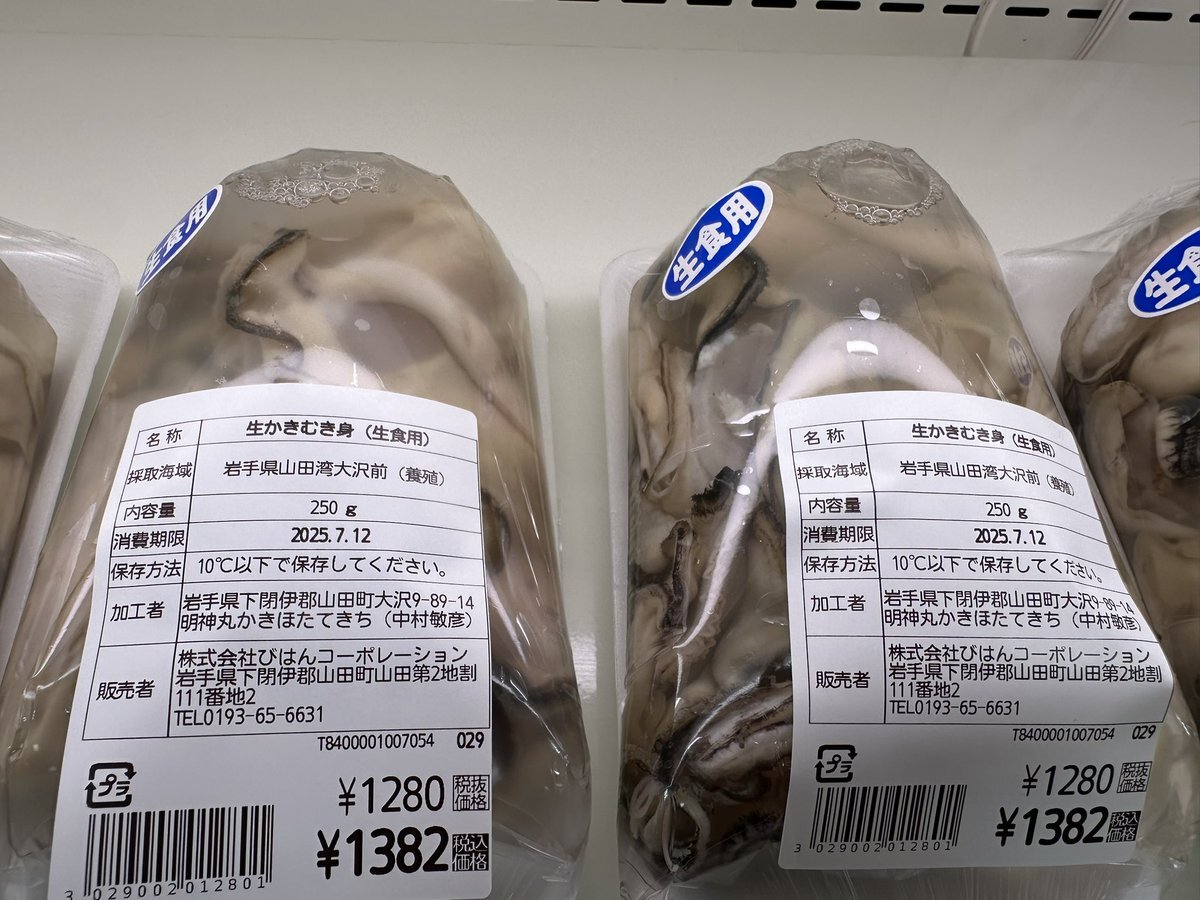 生食用
名称 生かきむき身（生食用）
採取海域 岩手県山田湾大沢前（養殖）
内容量 250 g
消費期限 2025.7.12
保存方法 10℃以下で保存してください。
加工者 岩手県下閉伊郡山田町大沢9-89-14
明神丸かきほたてきち（中村敏彦）
販売者 株式会社びはんコーポレーション
岩手県下閉伊郡山田町山田第2地割
111番地2
TEL0193-65-6631
T8400001007054 029
プラ
¥1280 税抜価格
¥1382 税込価格
3 029002 012801
生食用
名称 生かきむき身（生食用）
採取海域 岩手県山田湾大沢前（養殖）
内容量 250g
消費期限 2025.7.12
保存方法 10℃以下で保存してください。
加工者 岩手県下閉伊郡山田町大沢9-89-14
明神丸かきほたてきち（中村敏彦）
販売者 株式会社びはんコーポレーション
岩手県下閉伊郡山田町山田第2地割
111番地2
TEL0193-65-6631
T8400001007054 029
プラ
¥1280 税抜価格
¥1382 税込価格
3 029002 012801
生食